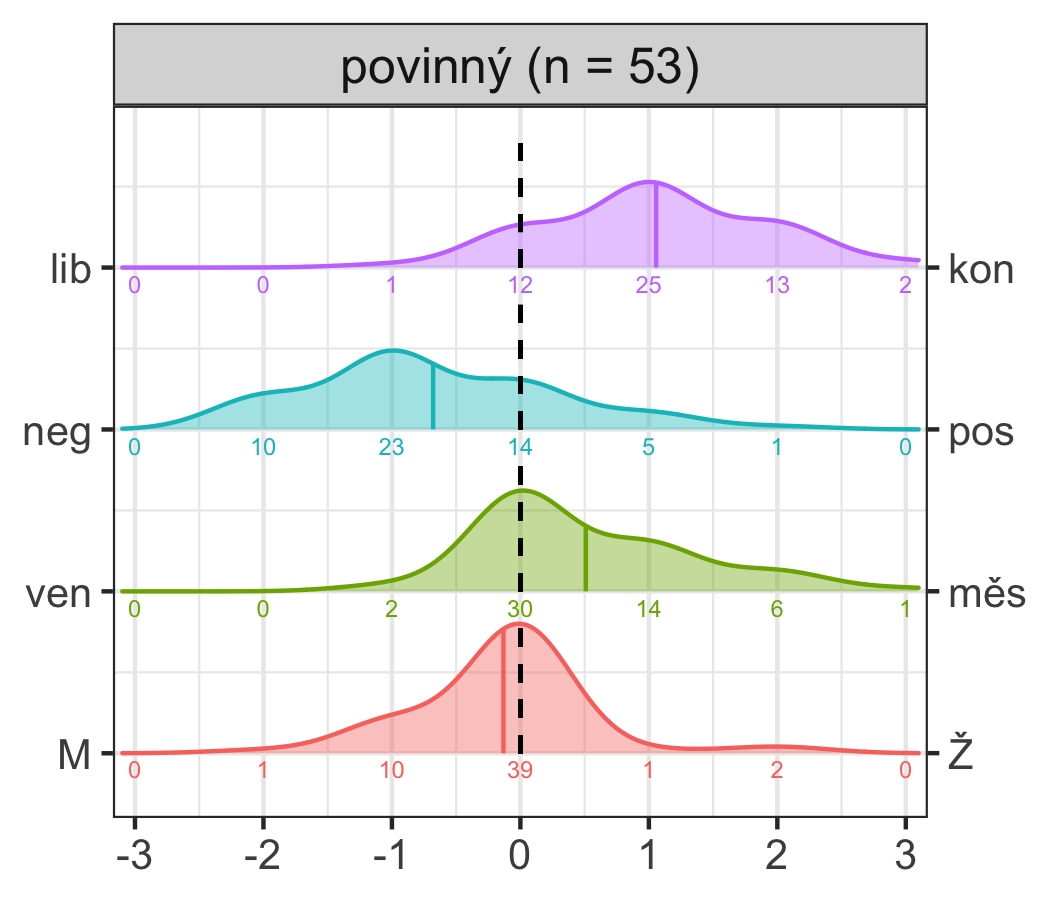 povinný (n = 53)
lib kon
0 0 1 12 25 13 2
neg pos
0 10 23 14 5 1 0
ven měs
0 0 2 30 14 6 1
M Ž
0 1 10 39 1 2 0
-3 -2 -1 0 1 2 3